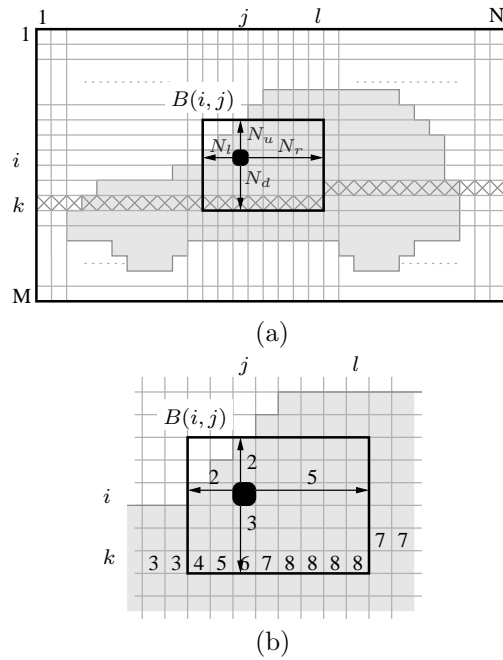 1 j l N
1
B(i, j)
N_u
N_l N_r
i
N_d
k
M
(a)
j l
B(i, j)
2
2 5
i
3
7 7
k 3 3 4 5 6 7 8 8 8 8
(b)